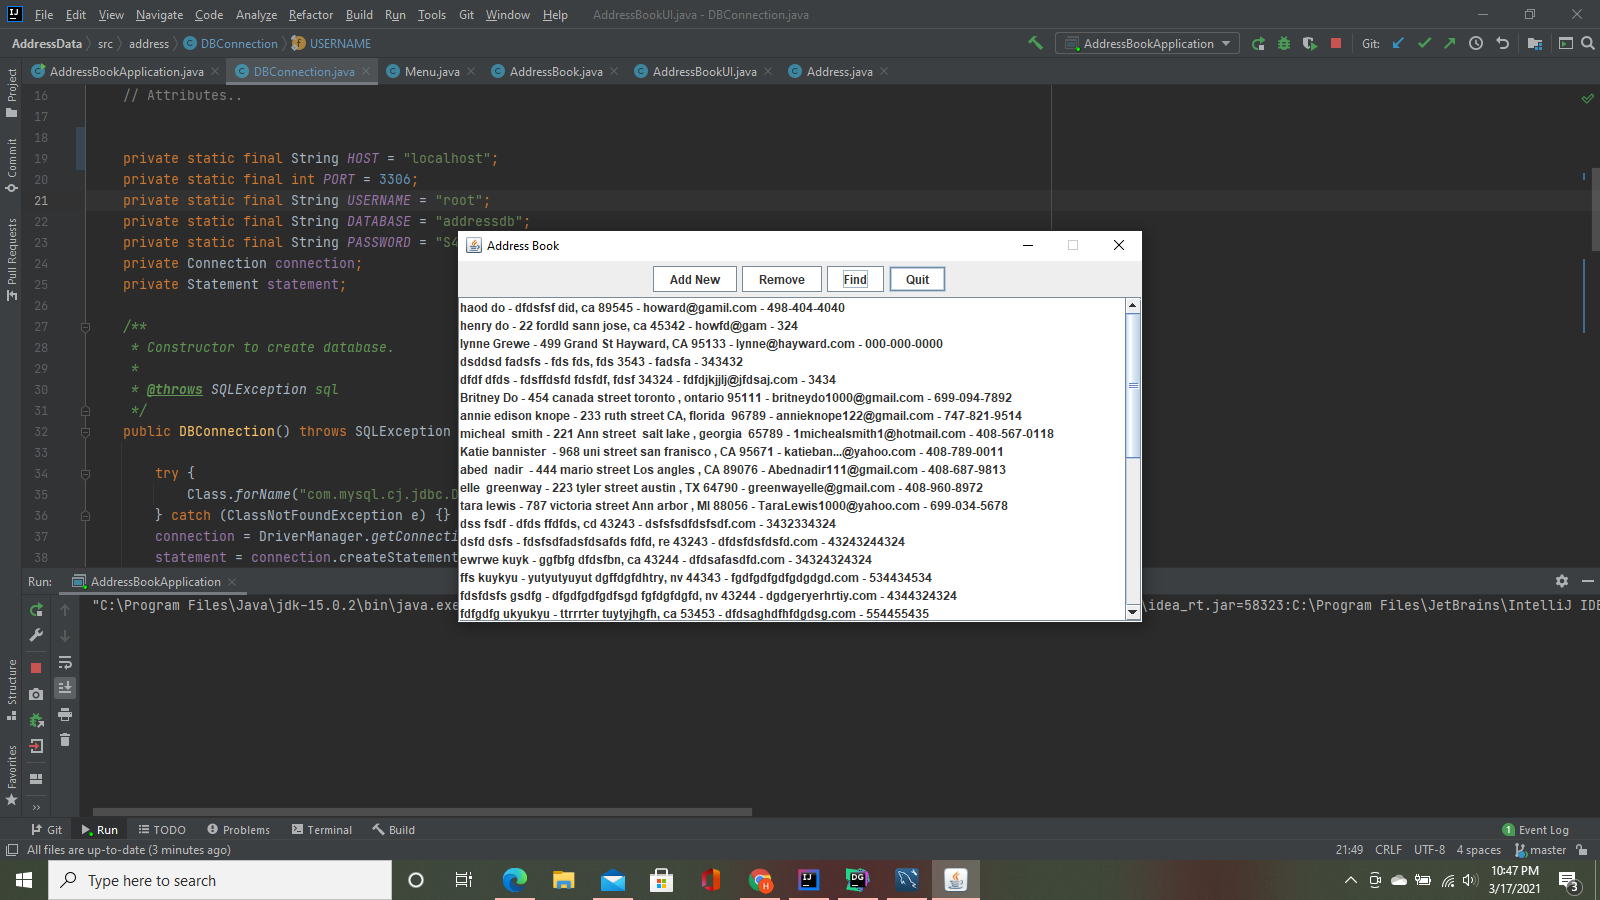 File Edit View Navigate Code Analyze Refactor Build Run Tools Git Window Help AddressBookUI.java - DBConnection.java
AddressData src address DBConnection USERNAME AddressBookApplication Git:
AddressBookApplication.java DBConnection.java Menu.java AddressBook.java AddressBookUI.java Address.java
Project
Commit
Pull Requests
16 // Attributes..
17
18
19 private static final String HOST = "localhost";
20 private static final int PORT = 3306;
21 private static final String USERNAME = "root";
22 private static final String DATABASE = "addressdb";
23 private static final String PASSWORD = "S4
24 private Connection connection;
25 private Statement statement;
26
27 /**
28 * Constructor to create database.
29 *
30 * @throws SQLException sql
31 */
32 public DBConnection() throws SQLException
33
34 try {
35 Class.forName("com.mysql.cj.jdbc.D
36 } catch (ClassNotFoundException e) {}
37 connection = DriverManager.getConnecti
38 statement = connection.createStatement
Address Book
Add New Remove Find Quit
haod do - dfdsfsf did, ca 89545 - howard@gamil.com - 498-404-4040
henry do - 22 fordld sann jose, ca 45342 - howfd@gam - 324
lynne Grewe - 499 Grand St Hayward, CA 95133 - lynne@hayward.com - 000-000-0000
dsddsd fadsfs - fds fds, fds 3543 - fadsfa - 343432
dfdf dfds - fdsffdsfd fdsfdf, fdsf 34324 - fdfdjkjjlj@jfdsaj.com - 3434
Britney Do - 454 canada street toronto , ontario 95111 - britneydo1000@gmail.com - 699-094-7892
annie edison knope - 233 ruth street CA, florida  96789 - annieknope122@gmail.com - 747-821-9514
micheal  smith - 221 Ann street  salt lake , georgia  65789 - 1michealsmith1@hotmail.com - 408-567-0118
Katie bannister  - 968 uni street san franisco , CA 95671 - katieban...@yahoo.com - 408-789-0011
abed  nadir  - 444 mario street Los angles , CA 89076 - Abednadir111@gmail.com - 408-687-9813
elle  greenway - 223 tyler street austin , TX 64790 - greenwayelle@gmail.com - 408-960-8972
tara lewis - 787 victoria street Ann arbor , MI 88056 - TaraLewis1000@yahoo.com - 699-034-5678
dss fsdf - dfds ffdfds, cd 43243 - dsfsfsdfdsfsdf.com - 3432334324
dsfd dsfs - fdsfsdfadsfdsafds fdfd, re 43243 - dfdsfdsfdsfd.com - 43243244324
ewrwe kuyk - ggfbfg dfdsfbn, ca 43244 - dfdsafasdfd.com - 34324324324
ffs kuykyu - yutyutyuyut dgffdgfdhtry, nv 44343 - fgdfgdfgdfgdgdgd.com - 534434534
fdsfdsfs gsdfg - dfgdfgdfgdfsgd fgfdgfdgfd, nv 43244 - dgdgeryerhrtiy.com - 4344324324
fdfgdfg ukyukyu - ttrrrter tuytyjhgfh, ca 53453 - dfdsaghdfhfdgdsg.com - 554455435
Run: AddressBookApplication
"C:\Program Files\Java\jdk-15.0.2\bin\java.exe \idea_rt.jar=58323:C:\Program Files\JetBrains\IntelliJ IDE
Structure
Favorites
Git Run TODO Problems Terminal Build 1 Event Log
All files are up-to-date (3 minutes ago) 21:49 CRLF UTF-8 4 spaces master
Type here to search
10:47 PM
3/17/2021
3